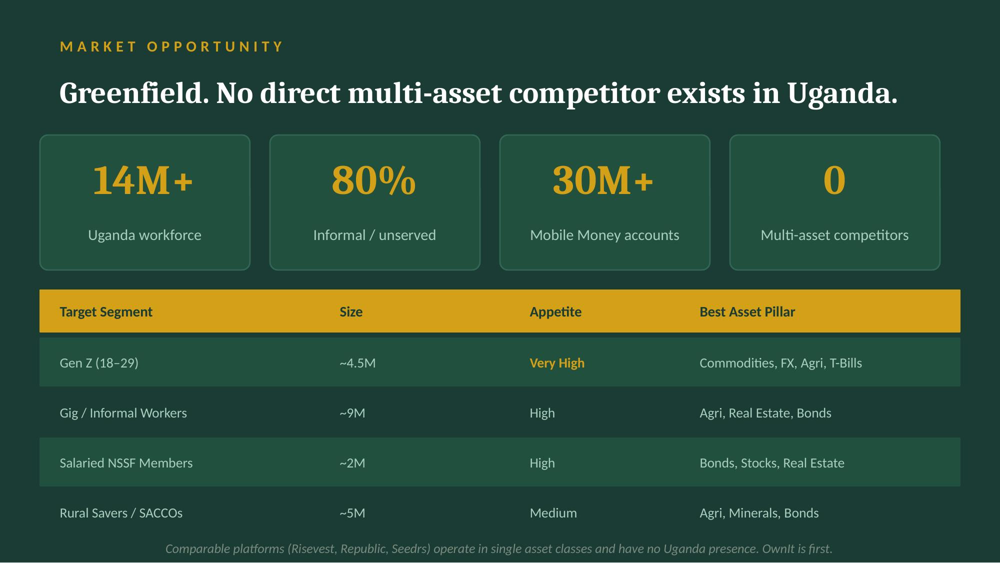 MARKET OPPORTUNITY
Greenfield. No direct multi-asset competitor exists in Uganda.
14M+
Uganda workforce
80%
Informal / unserved
30M+
Mobile Money accounts
0
Multi-asset competitors
Target Segment Size Appetite Best Asset Pillar
Gen Z (18–29) ~4.5M Very High Commodities, FX, Agri, T-Bills
Gig / Informal Workers ~9M High Agri, Real Estate, Bonds
Salaried NSSF Members ~2M High Bonds, Stocks, Real Estate
Rural Savers / SACCOs ~5M Medium Agri, Minerals, Bonds
Comparable platforms (Risevest, Republic, Seedrs) operate in single asset classes and have no Uganda presence. OwnIt is first.